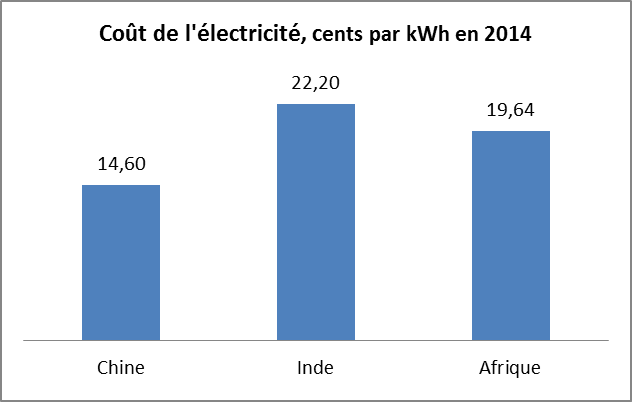 Coût de l'électricité, cents par kWh en 2014
22,20
19,64
14,60
Chine Inde Afrique